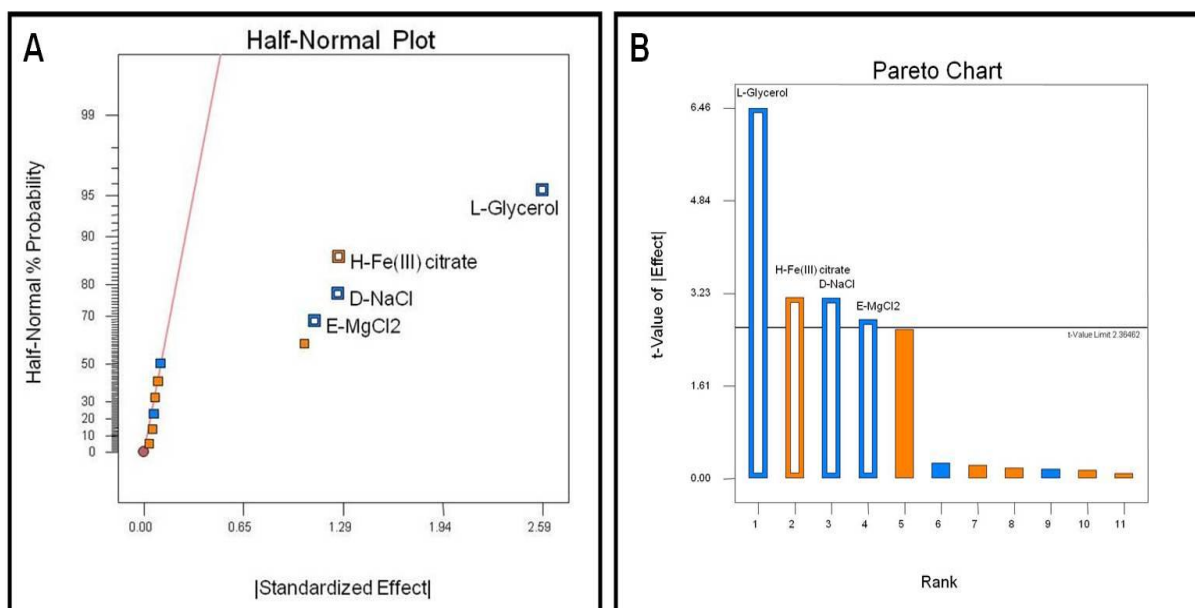 A
Half-Normal Plot
Half-Normal % Probability
99
95
90
80
70
50
30
20
10
0
L-Glycerol
H-Fe(III) citrate
D-NaCl
E-MgCl2
0.00 0.65 1.29 1.94 2.59
|Standardized Effect|
B
Pareto Chart
t-Value of |Effect|
6.46
4.84
3.23
1.61
0.00
L-Glycerol
H-Fe(III) citrate
D-NaCl
E-MgCl2
t-Value Limit 2.36462
1 2 3 4 5 6 7 8 9 10 11
Rank